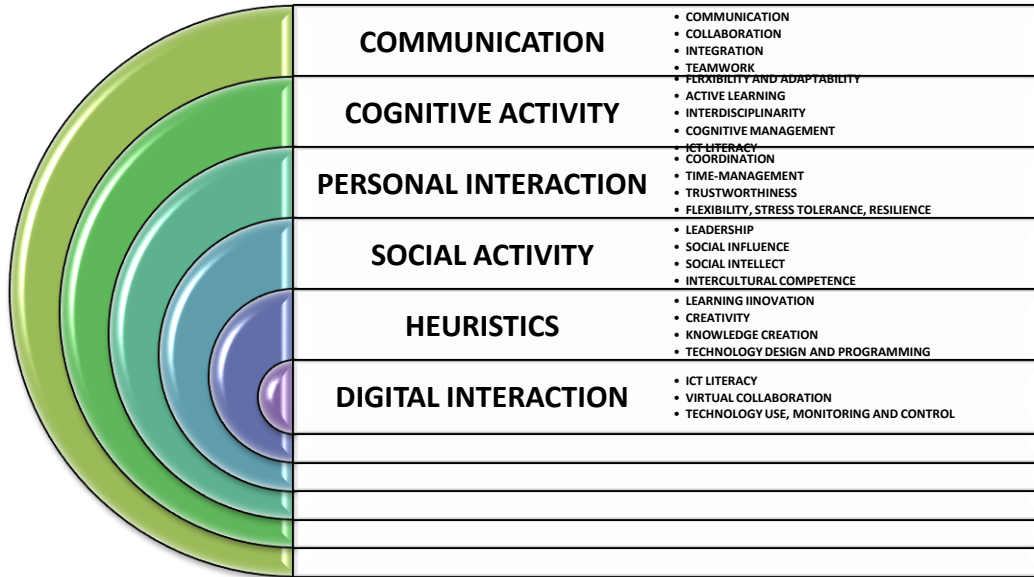 COMMUNICATION
• COMMUNICATION
• COLLABORATION
• INTEGRATION
• TEAMWORK
COGNITIVE ACTIVITY
• FLRXIBILITY AND ADAPTABILITY
• ACTIVE LEARNING
• INTERDISCIPLINARITY
• COGNITIVE MANAGEMENT
• ICT LITERACY
PERSONAL INTERACTION
• COORDINATION
• TIME-MANAGEMENT
• TRUSTWORTHINESS
• FLEXIBILITY, STRESS TOLERANCE, RESILIENCE
SOCIAL ACTIVITY
• LEADERSHIP
• SOCIAL INFLUENCE
• SOCIAL INTELLECT
• INTERCULTURAL COMPETENCE
HEURISTICS
• LEARNING IINOVATION
• CREATIVITY
• KNOWLEDGE CREATION
• TECHNOLOGY DESIGN AND PROGRAMMING
DIGITAL INTERACTION
• ICT LITERACY
• VIRTUAL COLLABORATION
• TECHNOLOGY USE, MONITORING AND CONTROL